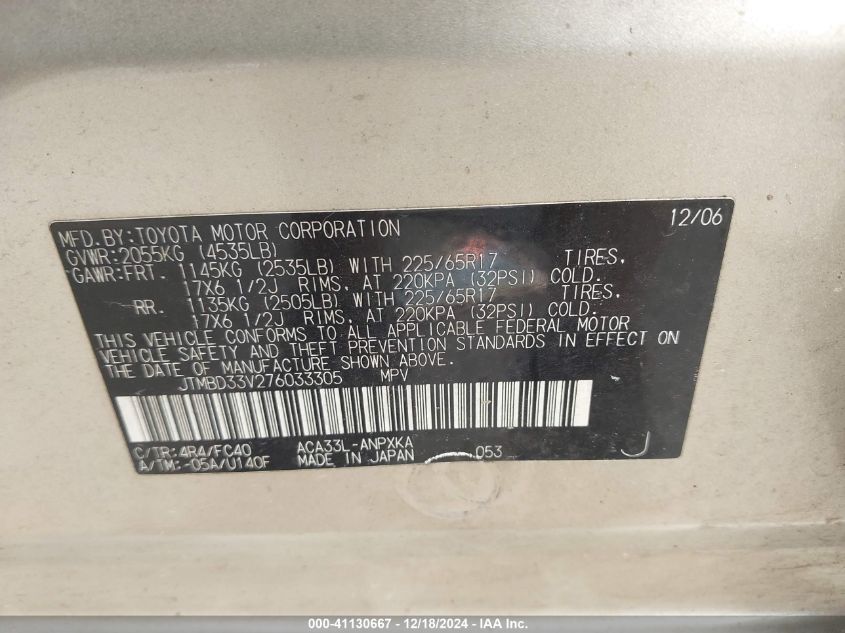 12/06
MFD. BY:TOYOTA MOTOR CORPORATION
GVWR:2055KG (4535LB)
GAWR:FRT. 1145KG (2535LB) WITH 225/65R17 TIRES,
17X6 1/2J RIMS, AT 220KPA (32PSI) COLD.
RR. 1135KG (2505LB) WITH 225/65R17 TIRES,
17X6 1/2J RIMS, AT 220KPA (32PSI) COLD.
THIS VEHICLE CONFORMS TO ALL APPLICABLE FEDERAL MOTOR
VEHICLE SAFETY AND THEFT PREVENTION STANDARDS IN EFFECT ON
THE DATE OF MANUFACTURE SHOWN ABOVE.
JTMBD33V276033305 MPV
C/TR:4R4/FC40 ACA33L-ANPXKA
A/TM:-05A/U140F MADE IN JAPAN 053 J
000-41130667 - 12/18/2024 - IAA Inc.